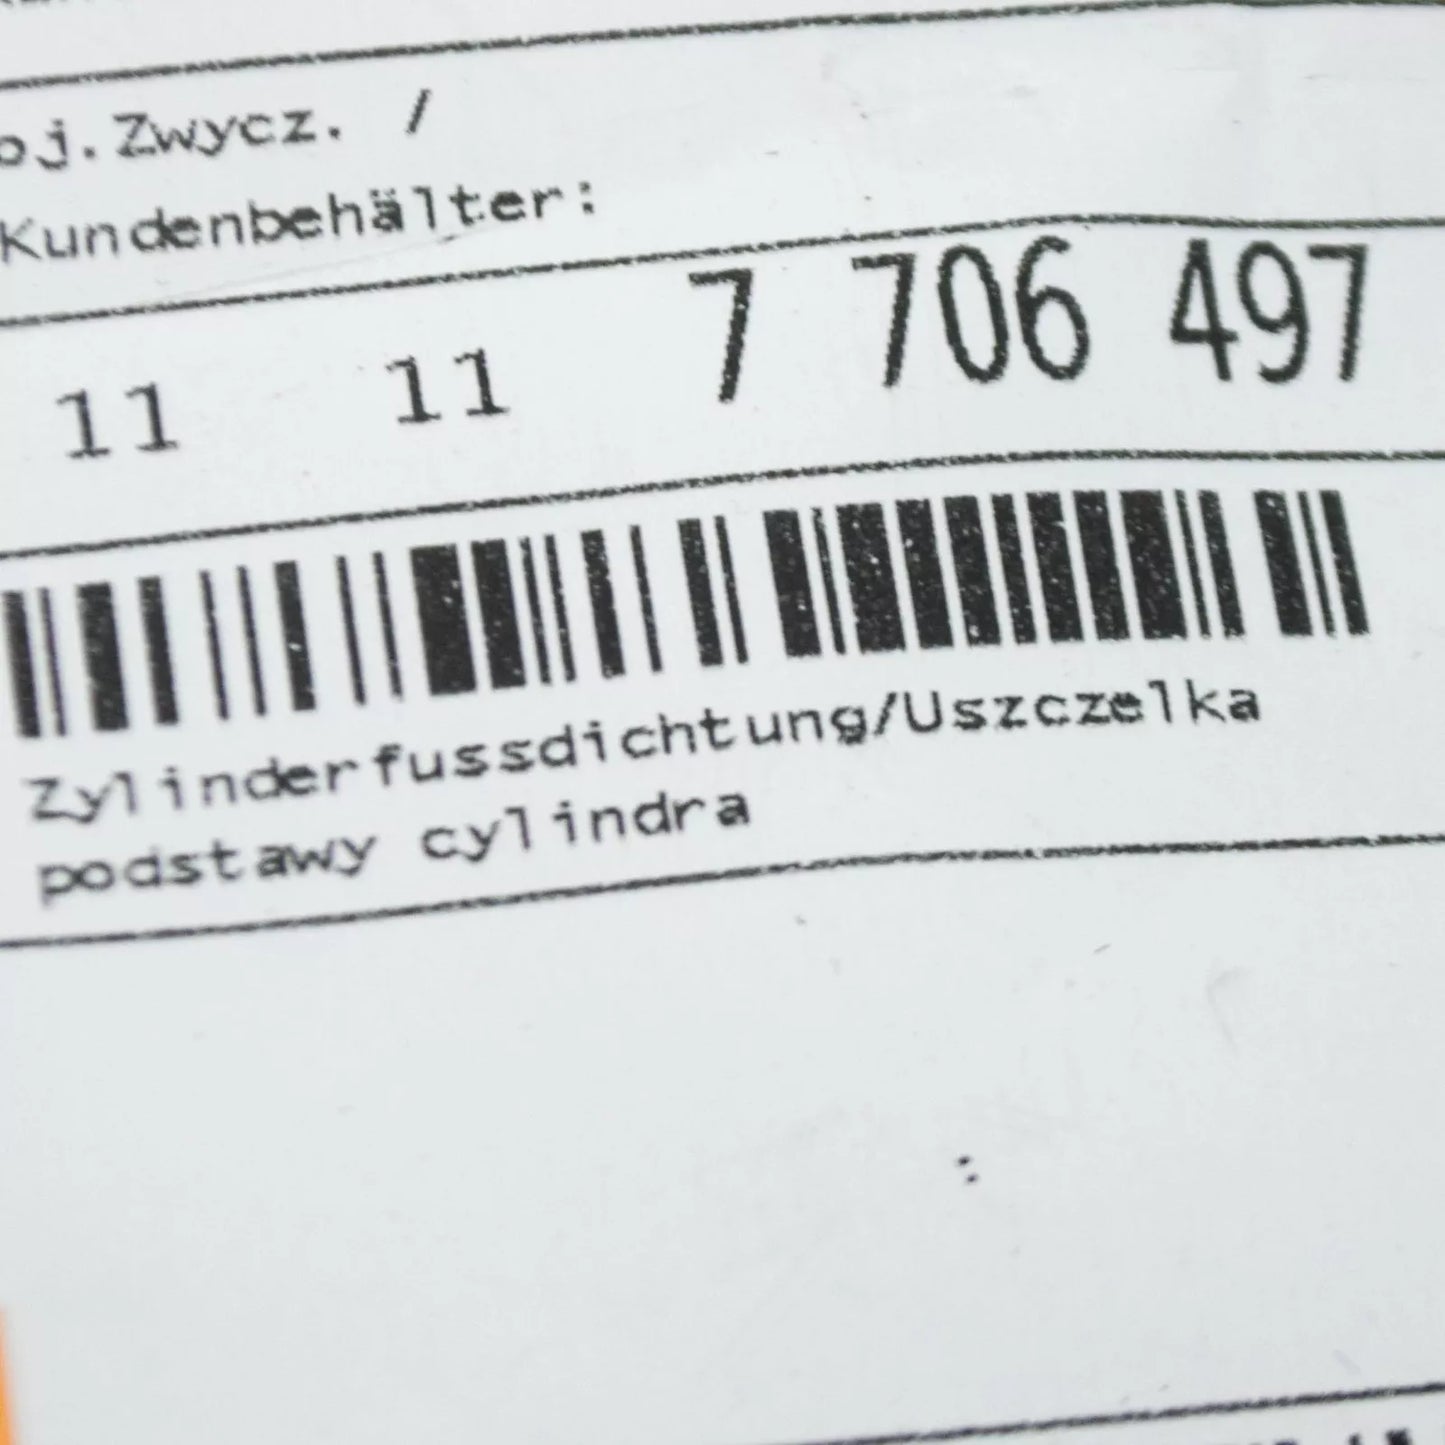 oj.Zwycz. /
Kundenbehälter:
11 11 7 706 497
Zylinderfussdichtung/Uszczelka
podstawy cylindra
: